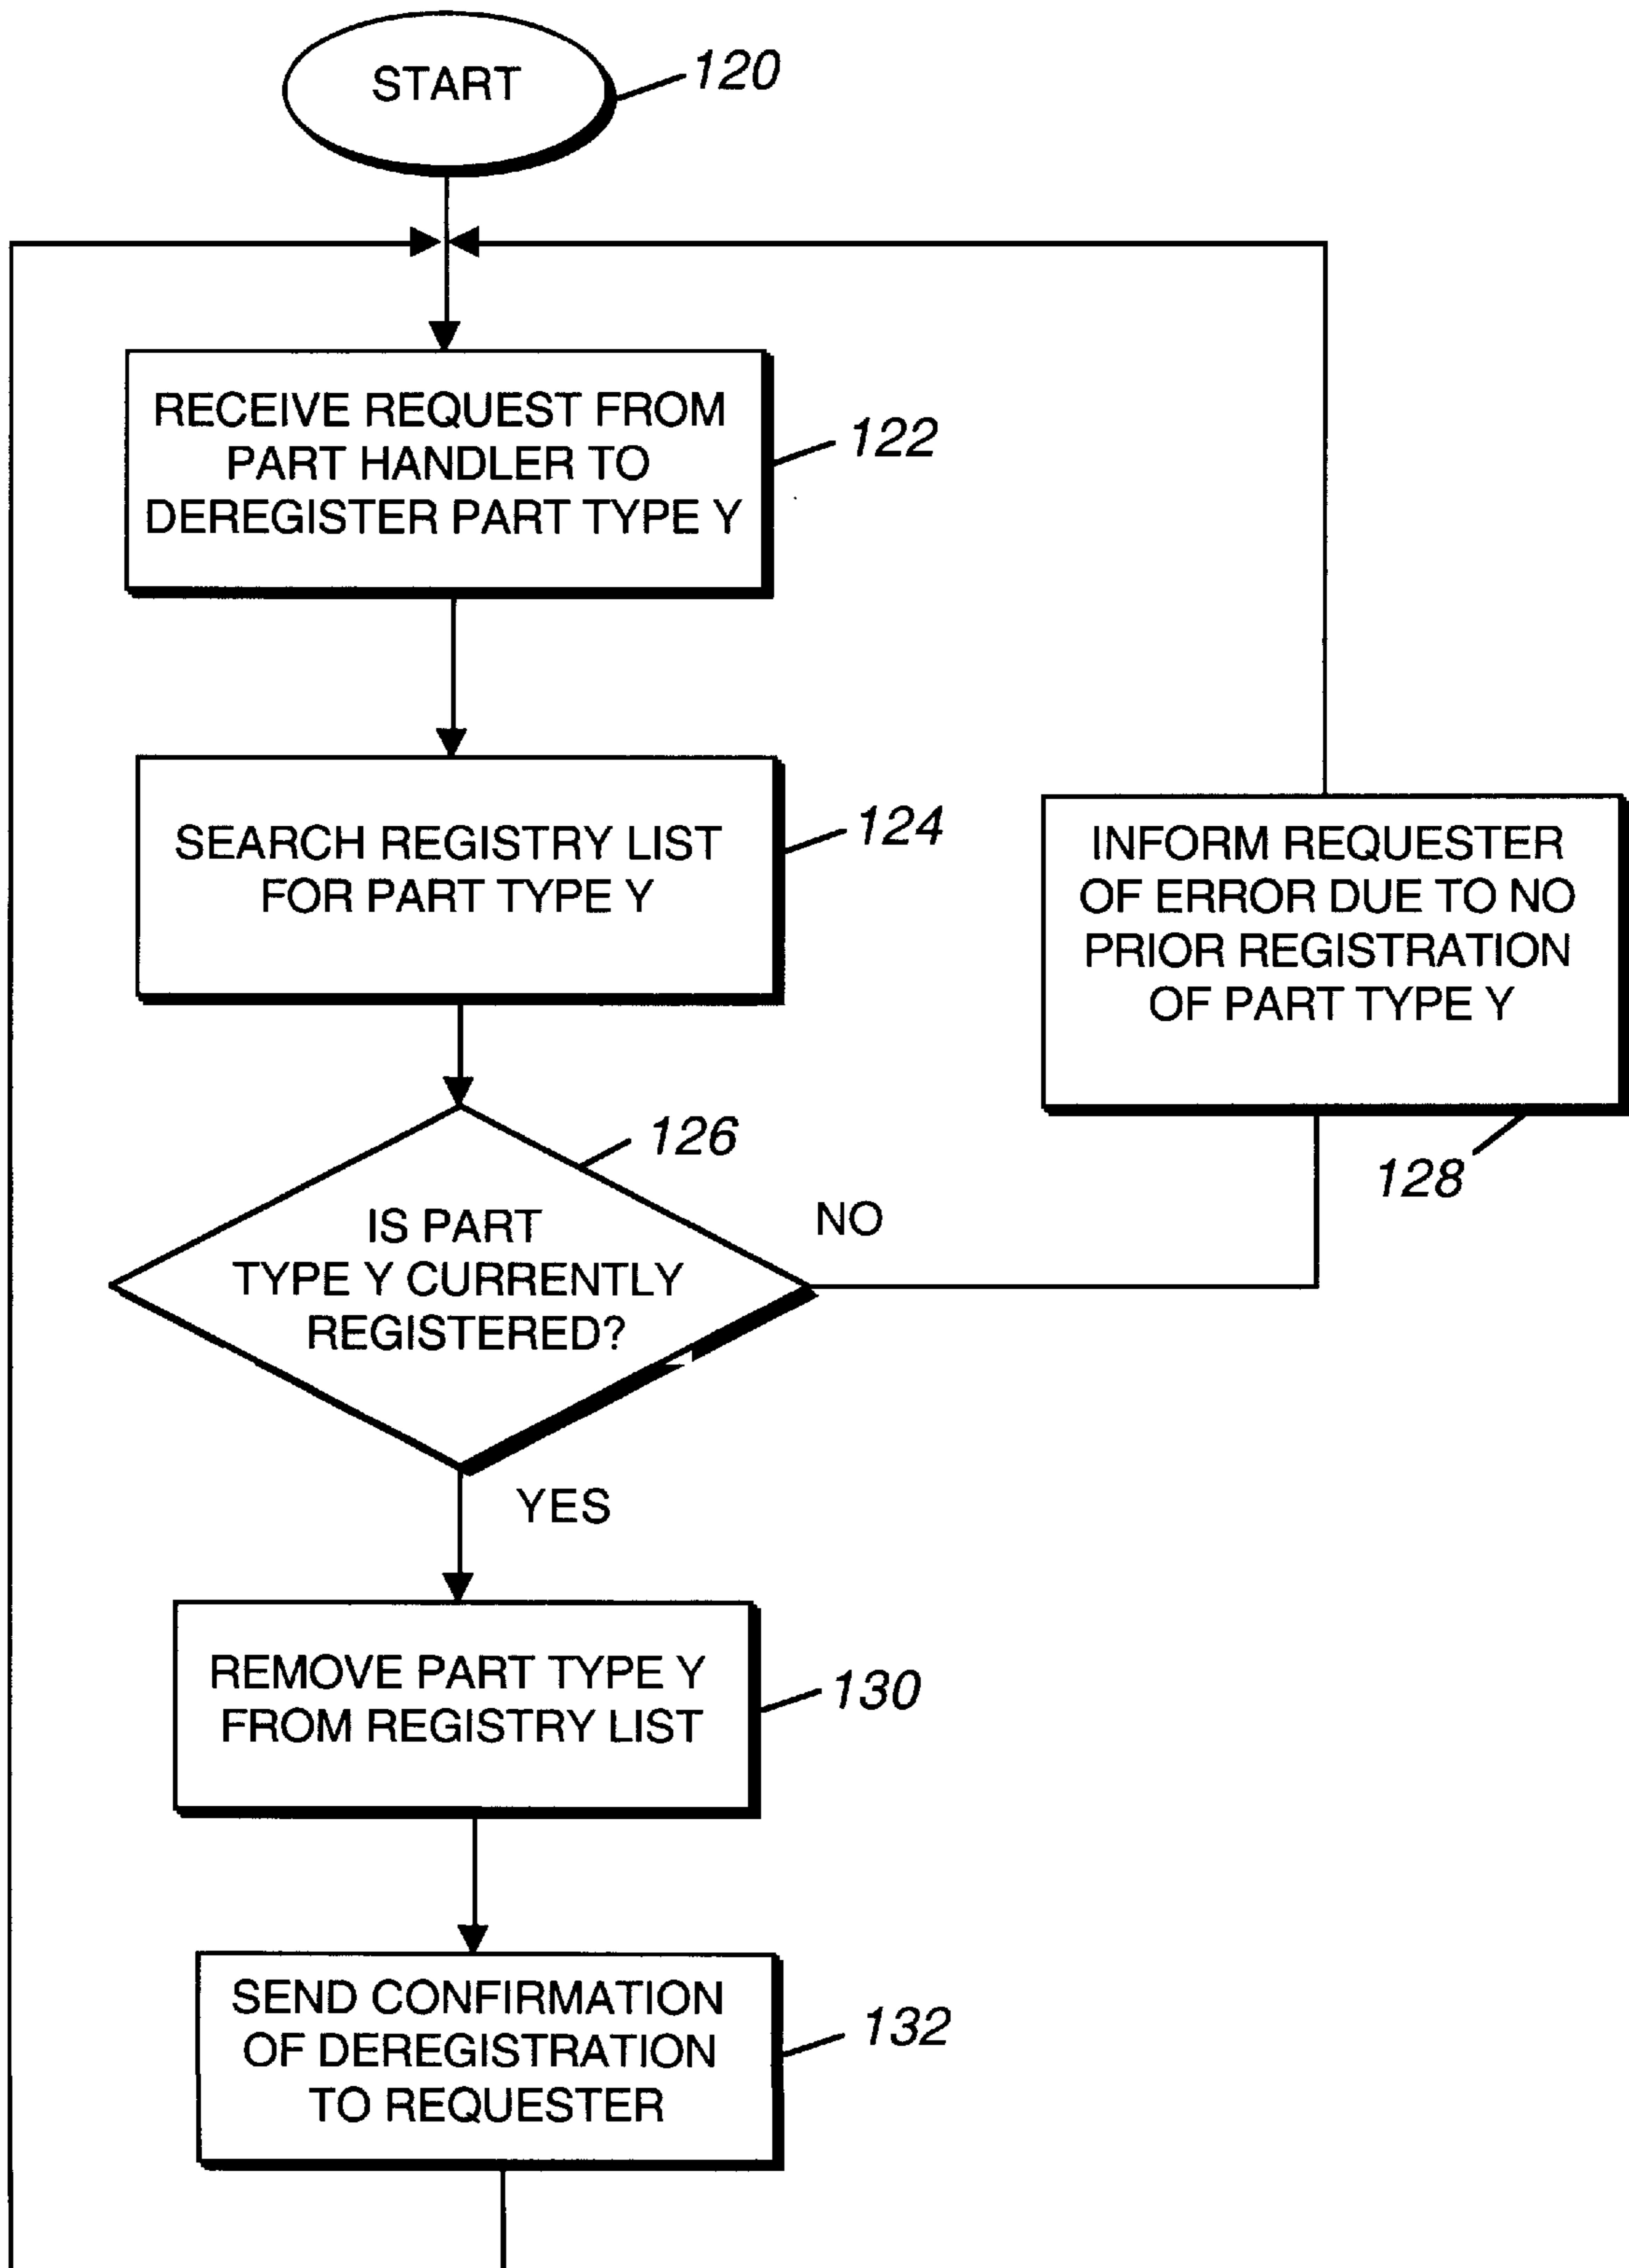 START
120
RECEIVE REQUEST FROM
PART HANDLER TO
DEREGISTER PART TYPE Y
122
SEARCH REGISTRY LIST
FOR PART TYPE Y
124
INFORM REQUESTER
OF ERROR DUE TO NO
PRIOR REGISTRATION
OF PART TYPE Y
128
126
IS PART
TYPE Y CURRENTLY
REGISTERED?
NO
YES
REMOVE PART TYPE Y
FROM REGISTRY LIST
130
SEND CONFIRMATION
OF DEREGISTRATION
TO REQUESTER
132